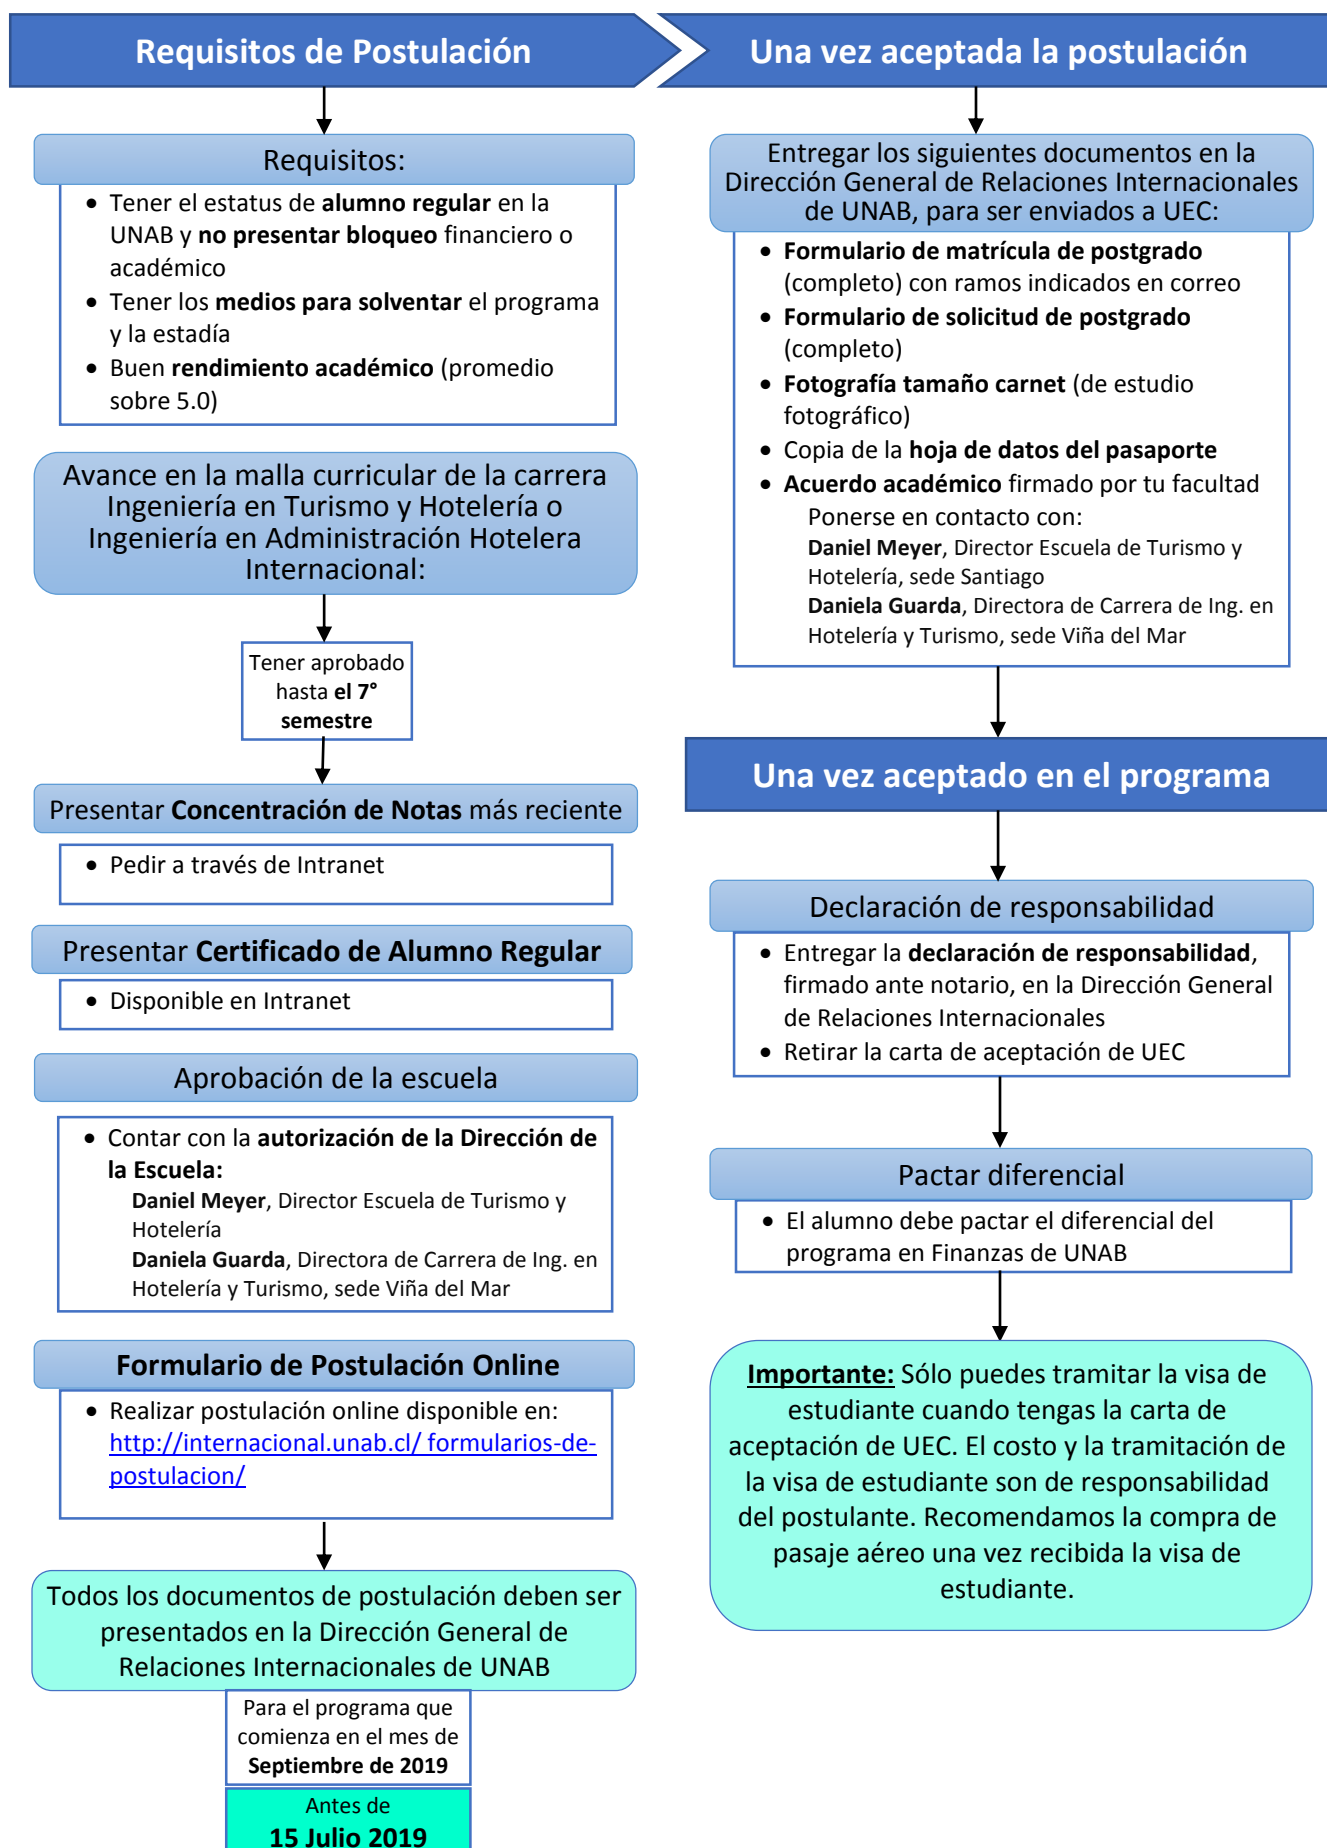 Requisitos de Postulación
Requisitos:
• Tener el estatus de alumno regular en la
UNAB y no presentar bloqueo financiero o
académico
• Tener los medios para solventar el programa
y la estadía
• Buen rendimiento académico (promedio
sobre 5.0)
Avance en la malla curricular de la carrera
Ingeniería en Turismo y Hotelería o
Ingeniería en Administración Hotelera
Internacional:
Tener aprobado
hasta el 7°
semestre
Presentar Concentración de Notas más reciente
• Pedir a través de Intranet
Presentar Certificado de Alumno Regular
• Disponible en Intranet
Aprobación de la escuela
• Contar con la autorización de la Dirección de
la Escuela:
Daniel Meyer, Director Escuela de Turismo y
Hotelería
Daniela Guarda, Directora de Carrera de Ing. en
Hotelería y Turismo, sede Viña del Mar
Formulario de Postulación Online
• Realizar postulación online disponible en:
http://internacional.unab.cl/ formularios-de-
postulacion/
Todos los documentos de postulación deben ser
presentados en la Dirección General de
Relaciones Internacionales de UNAB
Para el programa que
comienza en el mes de
Septiembre de 2019
Antes de
15 Julio 2019
Una vez aceptada la postulación
Entregar los siguientes documentos en la
Dirección General de Relaciones Internacionales
de UNAB, para ser enviados a UEC:
• Formulario de matrícula de postgrado
(completo) con ramos indicados en correo
• Formulario de solicitud de postgrado
(completo)
• Fotografía tamaño carnet (de estudio
fotográfico)
• Copia de la hoja de datos del pasaporte
• Acuerdo académico firmado por tu facultad
Ponerse en contacto con:
Daniel Meyer, Director Escuela de Turismo y
Hotelería, sede Santiago
Daniela Guarda, Directora de Carrera de Ing. en
Hotelería y Turismo, sede Viña del Mar
Una vez aceptado en el programa
Declaración de responsabilidad
• Entregar la declaración de responsabilidad,
firmado ante notario, en la Dirección General
de Relaciones Internacionales
• Retirar la carta de aceptación de UEC
Pactar diferencial
• El alumno debe pactar el diferencial del
programa en Finanzas de UNAB
Importante: Sólo puedes tramitar la visa de
estudiante cuando tengas la carta de
aceptación de UEC. El costo y la tramitación de
la visa de estudiante son de responsabilidad
del postulante. Recomendamos la compra de
pasaje aéreo una vez recibida la visa de
estudiante.